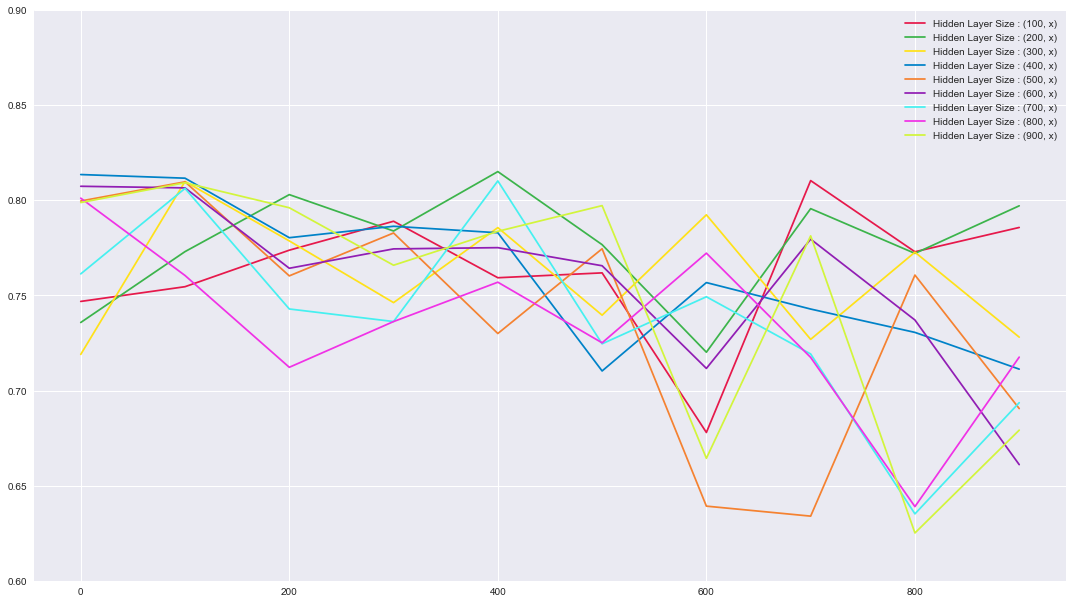 0.90
0.85
0.80
0.75
0.70
0.65
0.60
0
200
400
600
800
Hidden Layer Size : (100, x)
Hidden Layer Size : (200, x)
Hidden Layer Size : (300, x)
Hidden Layer Size : (400, x)
Hidden Layer Size : (500, x)
Hidden Layer Size : (600, x)
Hidden Layer Size : (700, x)
Hidden Layer Size : (800, x)
Hidden Layer Size : (900, x)